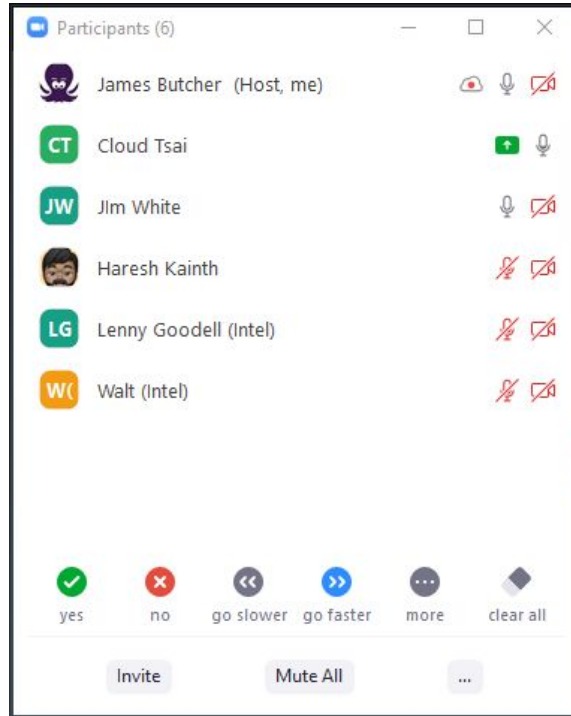 Participants (6)
James Butcher (Host, me)
CT Cloud Tsai
JW JIm White
Haresh Kainth
LG Lenny Goodell (Intel)
W( Walt (Intel)
yes no go slower go faster more clear all
Invite Mute All ...